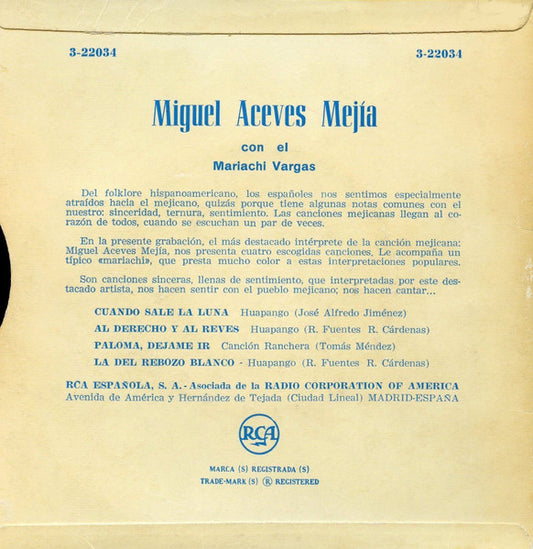 3-22034 3-22034
Miguel Aceves Mejía
con el
Mariachi Vargas
Del folklore hispanoamericano, los españoles nos sentimos especialmente
atraídos hacia el mejicano, quizás porque tiene algunas notas comunes con el
nuestro: sinceridad, ternura, sentimiento. Las canciones mejicanas llegan al co-
razón de todos, cuando se escuchan un par de veces.
En la presente grabación, el más destacado intérprete de la canción mejicana:
Miguel Aceves Mejía, nos presenta cuatro escogidas canciones. Le acompaña un
típico «mariachi», que presta mucho color a estas interpretaciones populares.
Son canciones sinceras, llenas de sentimiento, que interpretadas por este des-
tacado artista, nos hacen sentir con el pueblo mejicano; nos hacen cantar...
CUANDO SALE LA LUNA Huapango (José Alfredo Jiménez)
AL DERECHO Y AL REVES Huapango (R. Fuentes R. Cárdenas)
PALOMA, DEJAME IR Canción Ranchera (Tomás Méndez)
LA DEL REBOZO BLANCO - Huapango (R. Fuentes R. Cárdenas)
RCA ESPAÑOLA, S. A. - Asociada de la RADIO CORPORATION OF AMERICA
Avenida de América y Hernández de Tejada (Ciudad Lineal) MADRID-ESPAÑA
RCA
MARCA (S) REGISTRADA (S)
TRADE-MARK (S) ® REGISTERED